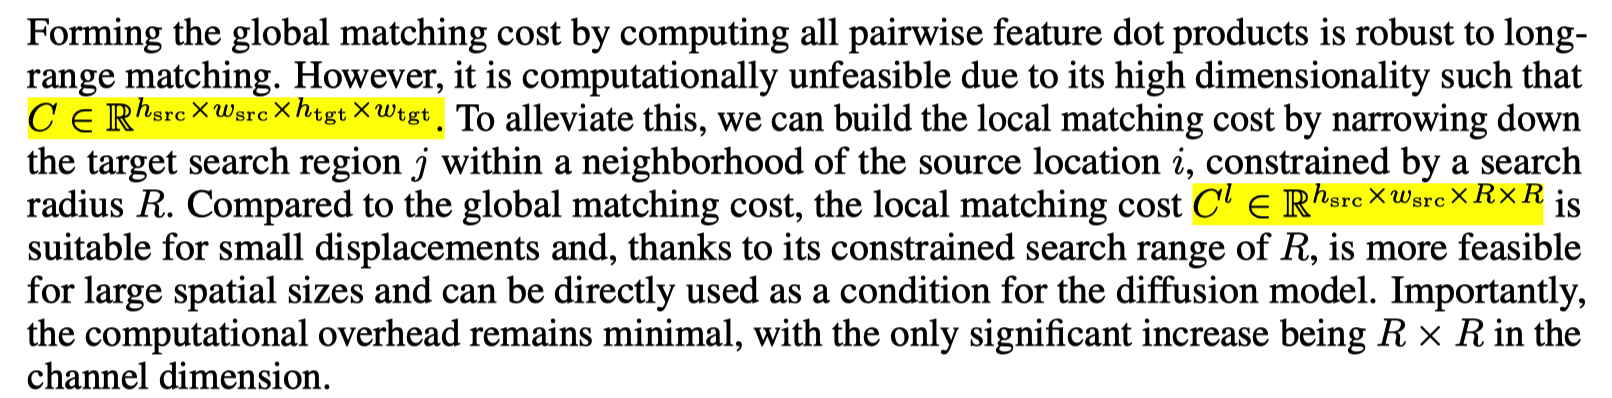 Forming the global matching cost by computing all pairwise feature dot products is robust to long-
range matching. However, it is computationally unfeasible due to its high dimensionality such that
$C \in \mathbb{R}^{h_{\text{src}} \times w_{\text{src}} \times h_{\text{tgt}} \times w_{\text{tgt}}}$. To alleviate this, we can build the local matching cost by narrowing down
the target search region $j$ within a neighborhood of the source location $i$, constrained by a search
radius $R$. Compared to the global matching cost, the local matching cost $C^l \in \mathbb{R}^{h_{\text{src}} \times w_{\text{src}} \times R \times R}$ is
suitable for small displacements and, thanks to its constrained search range of $R$, is more feasible
for large spatial sizes and can be directly used as a condition for the diffusion model. Importantly,
the computational overhead remains minimal, with the only significant increase being $R \times R$ in the
channel dimension.